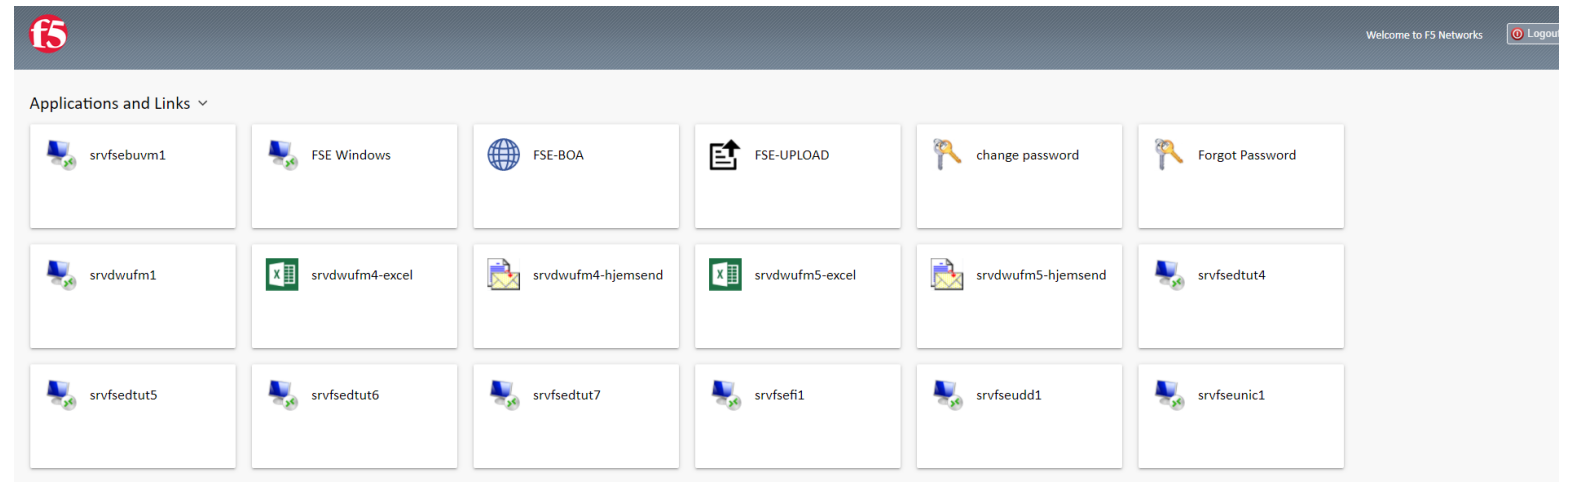 f5
Welcome to F5 Networks
Logout
Applications and Links
srvfsebuvm1
FSE Windows
FSE-BOA
FSE-UPLOAD
change password
Forgot Password
srvdwufm1
srvdwufm4-excel
srvdwufm4-hjemsend
srvdwufm5-excel
srvdwufm5-hjemsend
srvfsedtut4
srvfsedtut5
srvfsedtut6
srvfsedtut7
srvfsefi1
srvfseudd1
srvfseunic1